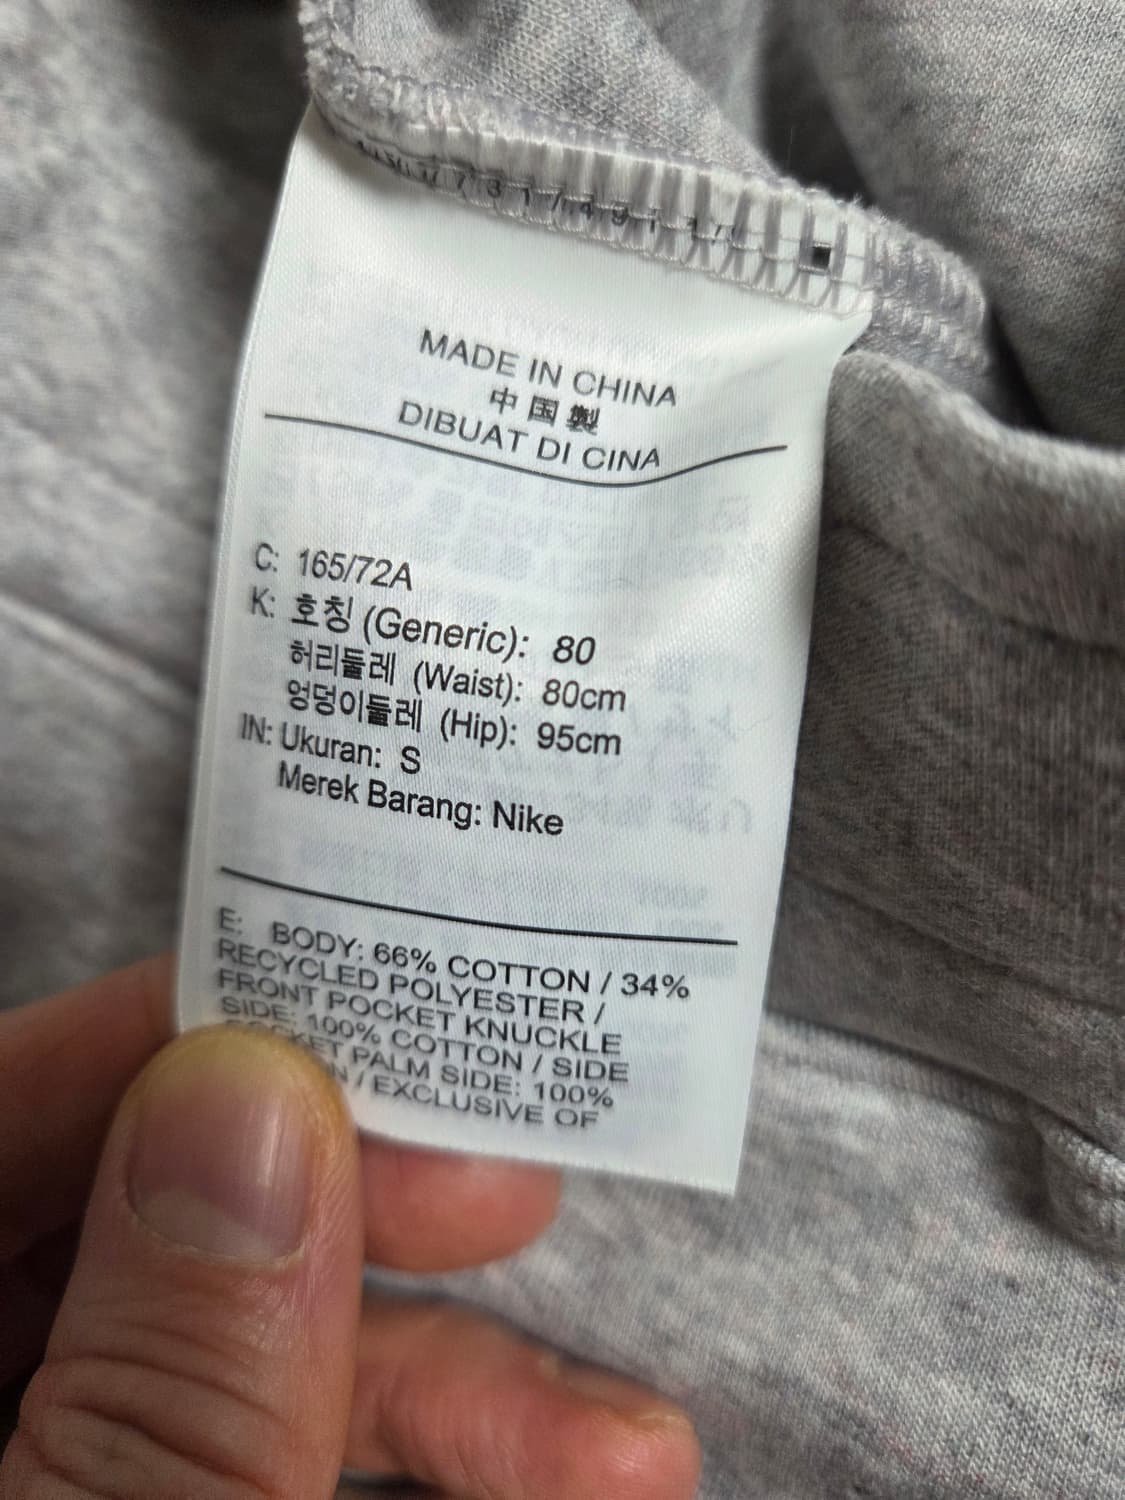 MADE IN CHINA
中国製
DIBUAT DI CINA
C: 165/72A
K: 호칭 (Generic): 80
허리둘레 (Waist): 80cm
엉덩이둘레 (Hip): 95cm
IN: Ukuran: S
Merek Barang: Nike
E: BODY: 66% COTTON / 34%
RECYCLED POLYESTER /
FRONT POCKET KNUCKLE
SIDE: 100% COTTON / SIDE
PALM SIDE: 100%
/ EXCLUSIVE OF